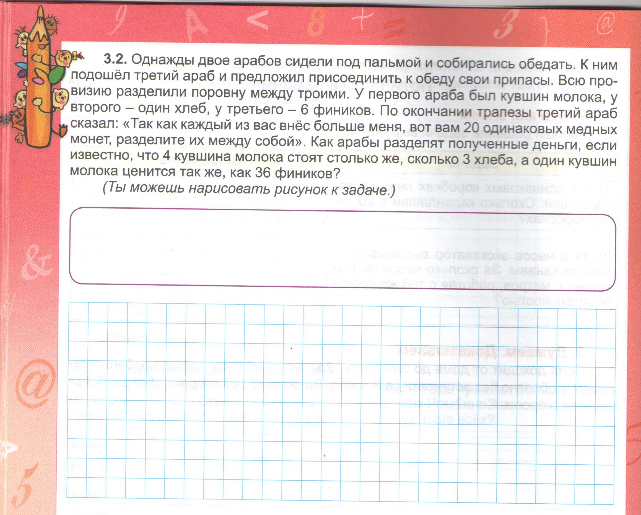 3.2. Однажды двое арабов сидели под пальмой и собирались обедать. К ним
подошёл третий араб и предложил присоединить к обеду свои припасы. Всю про-
визию разделили поровну между троими. У первого араба был кувшин молока, у
второго – один хлеб, у третьего – 6 фиников. По окончании трапезы третий араб
сказал: «Так как каждый из вас внёс больше меня, вот вам 20 одинаковых медных
монет, разделите их между собой». Как арабы разделят полученные деньги, если
известно, что 4 кувшина молока стоят столько же, сколько 3 хлеба, а один кувшин
молока ценится так же, как 36 фиников?
(Ты можешь нарисовать рисунок к задаче.)